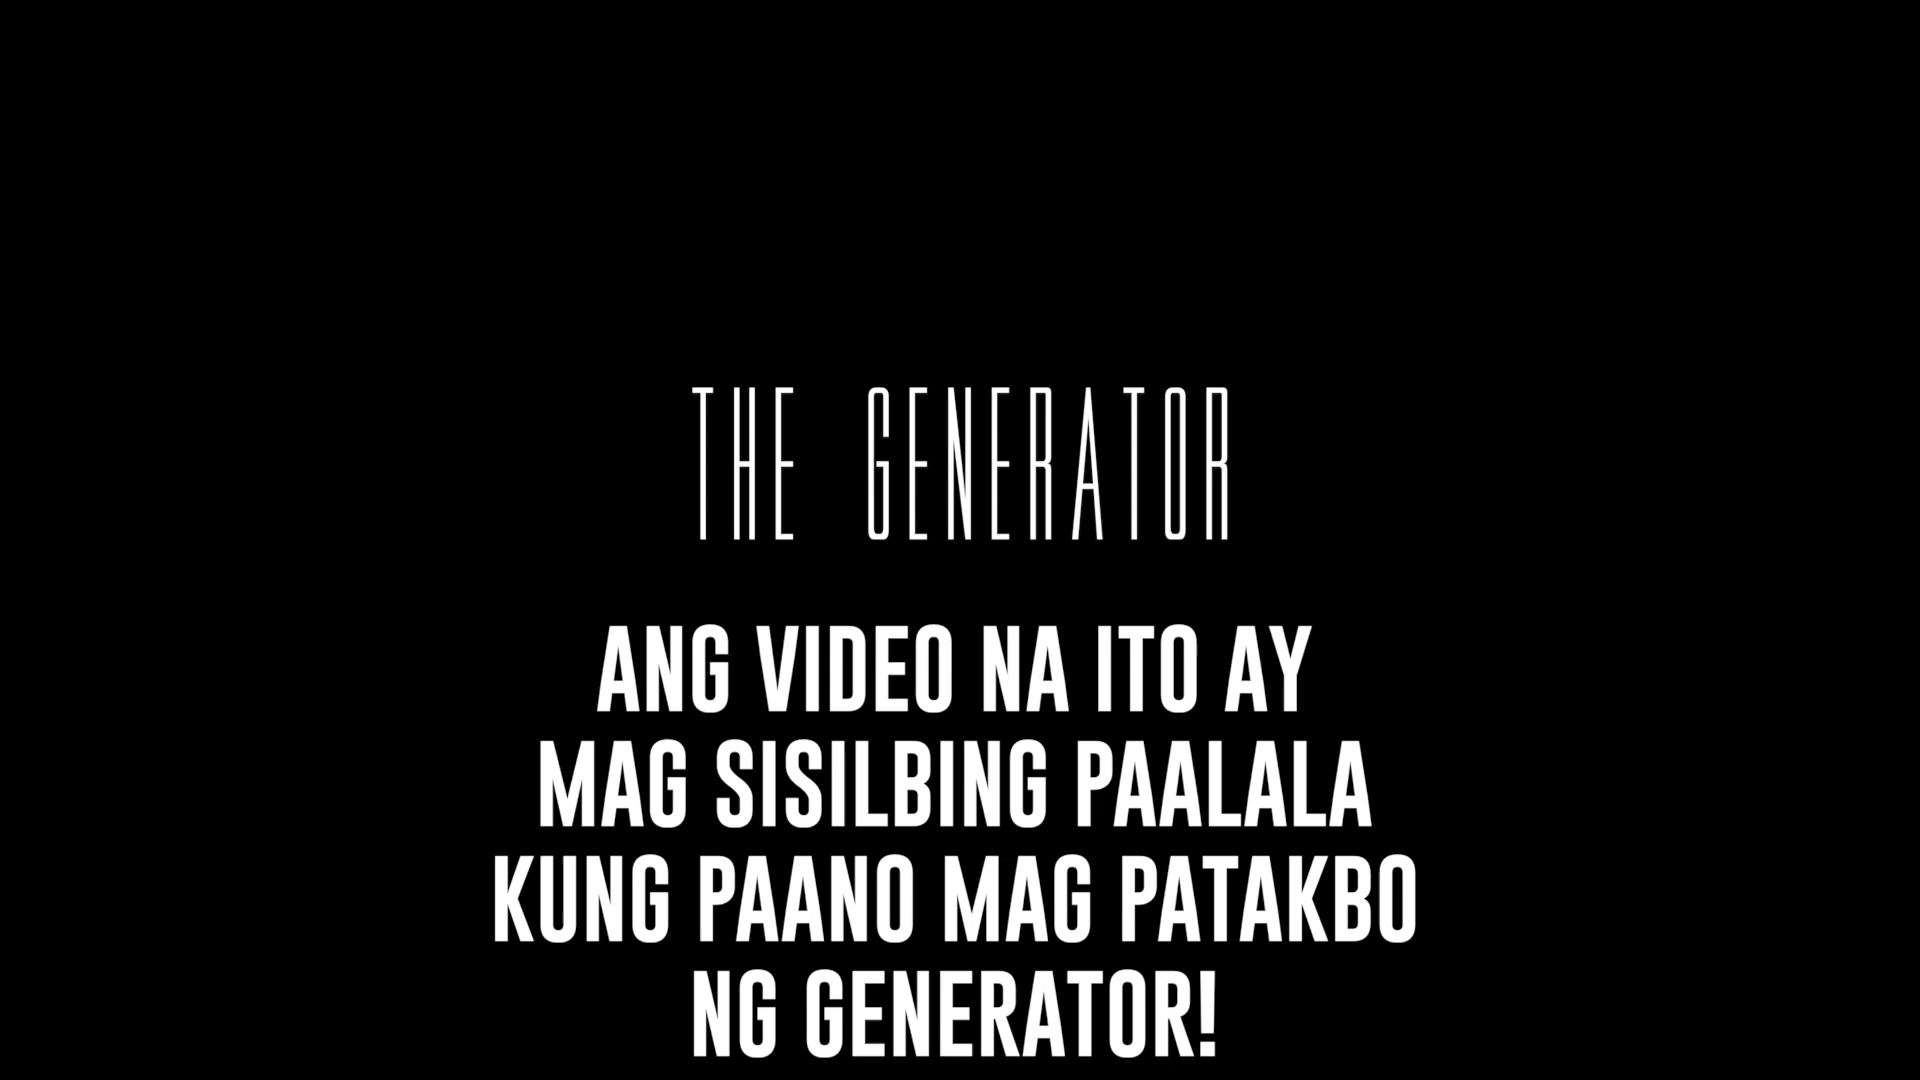 THE GENERATOR
ANG VIDEO NA ITO AY
MAG SISILBING PAALALA
KUNG PAANO MAG PATAKBO
NG GENERATOR!